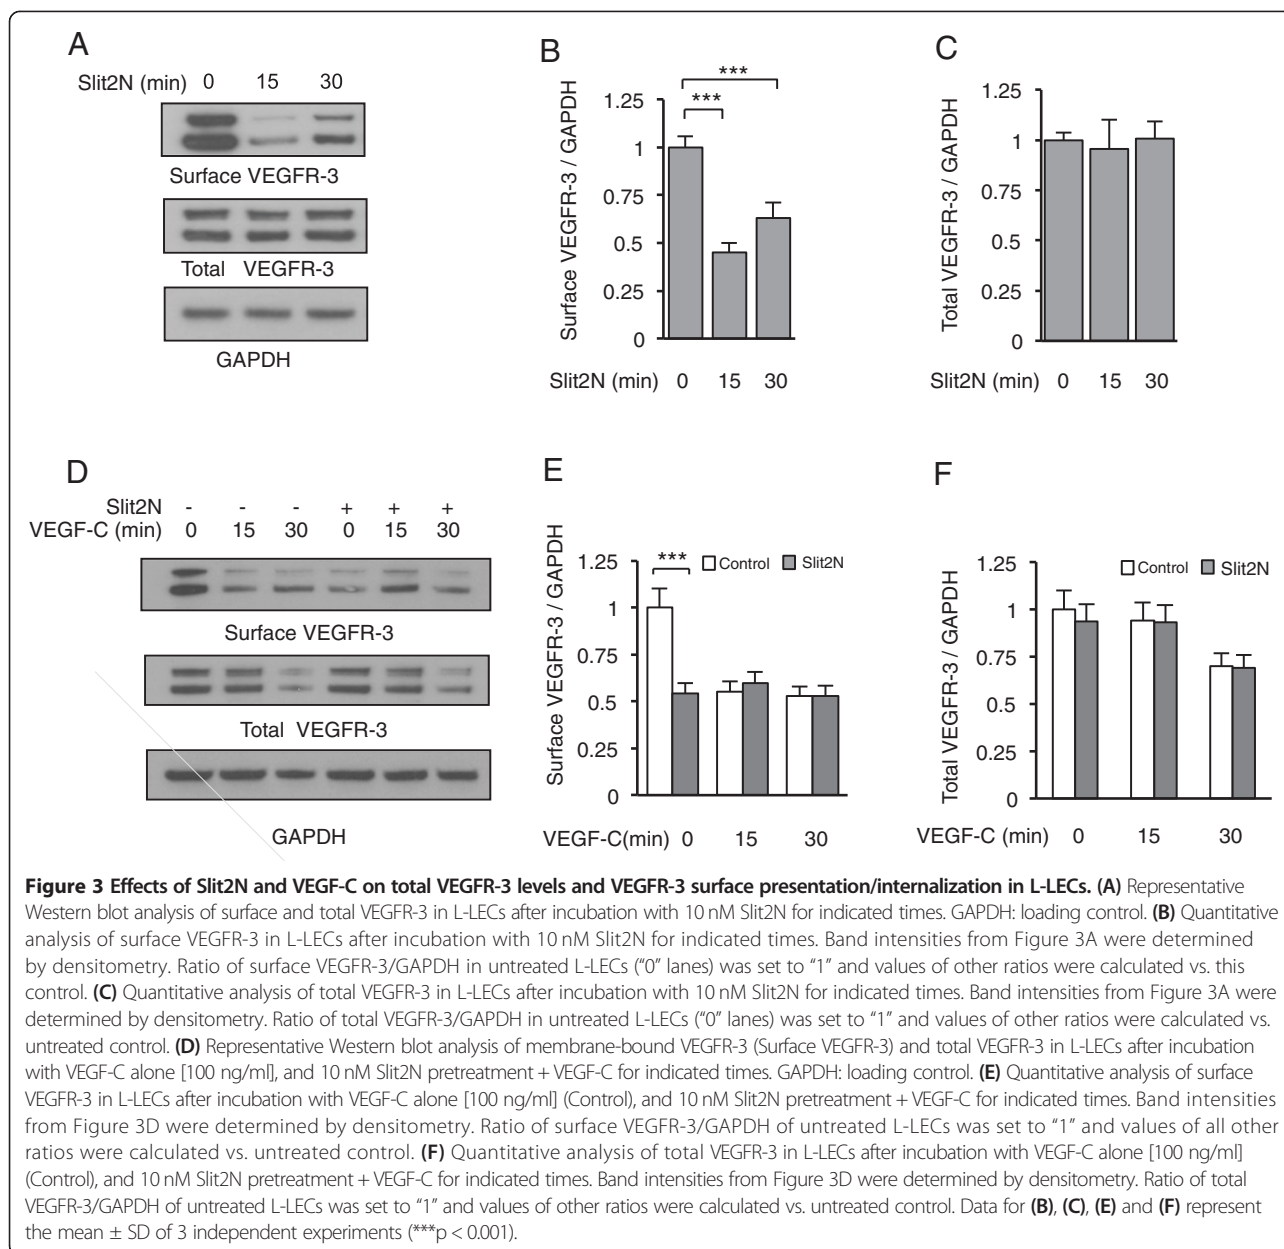 A
Slit2N (min) 0 15 30
Surface VEGFR-3
Total VEGFR-3
GAPDH
B
*** 
***
1.25
1
0.75
0.5
0.25
0
Surface VEGFR-3 / GAPDH
Slit2N (min) 0 15 30
C
1.25
1
0.75
0.5
0.25
0
Total VEGFR-3 / GAPDH
Slit2N (min) 0 15 30
D
Slit2N - - - + + +
VEGF-C (min) 0 15 30 0 15 30
Surface VEGFR-3
Total VEGFR-3
GAPDH
E
1.25
1
0.75
0.5
0.25
0
Surface VEGFR-3 / GAPDH
*** Control Slit2N
VEGF-C(min) 0 15 30
F
1.25
1
0.75
0.5
0.25
0
Total VEGFR-3 / GAPDH
Control Slit2N
VEGF-C (min) 0 15 30
Figure 3 Effects of Slit2N and VEGF-C on total VEGFR-3 levels and VEGFR-3 surface presentation/internalization in L-LECs. (A) Representative
Western blot analysis of surface and total VEGFR-3 in L-LECs after incubation with 10 nM Slit2N for indicated times. GAPDH: loading control. (B) Quantitative
analysis of surface VEGFR-3 in L-LECs after incubation with 10 nM Slit2N for indicated times. Band intensities from Figure 3A were determined
by densitometry. Ratio of surface VEGFR-3/GAPDH in untreated L-LECs (“0” lanes) was set to “1” and values of other ratios were calculated vs. this
control. (C) Quantitative analysis of total VEGFR-3 in L-LECs after incubation with 10 nM Slit2N for indicated times. Band intensities from Figure 3A were
determined by densitometry. Ratio of total VEGFR-3/GAPDH in untreated L-LECs (“0” lanes) was set to “1” and values of other ratios were calculated vs.
untreated control. (D) Representative Western blot analysis of membrane-bound VEGFR-3 (Surface VEGFR-3) and total VEGFR-3 in L-LECs after incubation
with VEGF-C alone [100 ng/ml], and 10 nM Slit2N pretreatment + VEGF-C for indicated times. GAPDH: loading control. (E) Quantitative analysis of surface
VEGFR-3 in L-LECs after incubation with VEGF-C alone [100 ng/ml] (Control), and 10 nM Slit2N pretreatment + VEGF-C for indicated times. Band intensities
from Figure 3D were determined by densitometry. Ratio of surface VEGFR-3/GAPDH of untreated L-LECs was set to “1” and values of all other
ratios were calculated vs. untreated control. (F) Quantitative analysis of total VEGFR-3 in L-LECs after incubation with VEGF-C alone [100 ng/ml]
(Control), and 10 nM Slit2N pretreatment + VEGF-C for indicated times. Band intensities from Figure 3D were determined by densitometry. Ratio of total
VEGFR-3/GAPDH of untreated L-LECs was set to “1” and values of other ratios were calculated vs. untreated control. Data for (B), (C), (E) and (F) represent
the mean ± SD of 3 independent experiments (***p < 0.001).